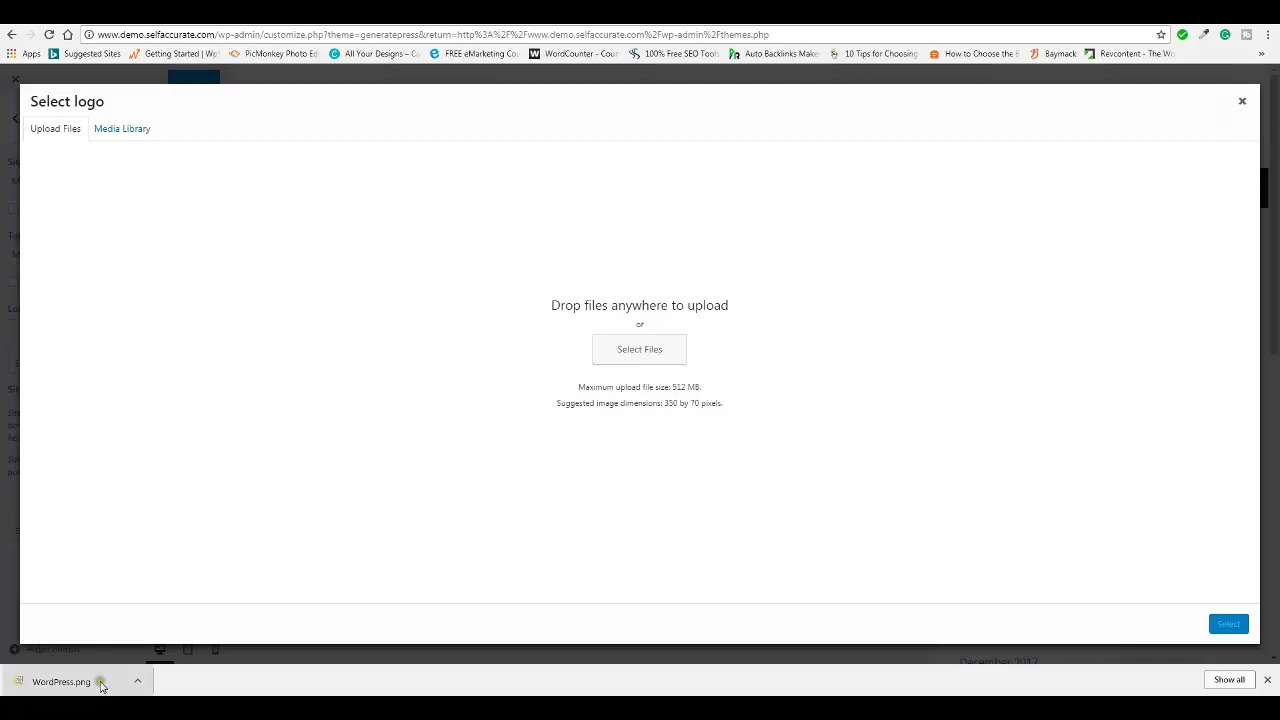 www.demo.selfaccurate.com/wp-admin/customize.php?theme=generatepress&return=http%3A%2F%2Fwww.demo.selfaccurate.com%2Fwp-admin%2Fthemes.php
Apps Suggested Sites Getting Started | Wp PicMonkey Photo Ed All Your Designs – Ca FREE eMarketing Co WordCounter - Coun 100% Free SEO Tools Auto Backlinks Make 10 Tips for Choosing How to Choose the B Baymack Revcontent - The Wo »
Select logo
Upload Files Media Library
Drop files anywhere to upload
or
Select Files
Maximum upload file size: 512 MB.
Suggested image dimensions: 350 by 70 pixels.
Select
December 2017
WordPress.png
Show all